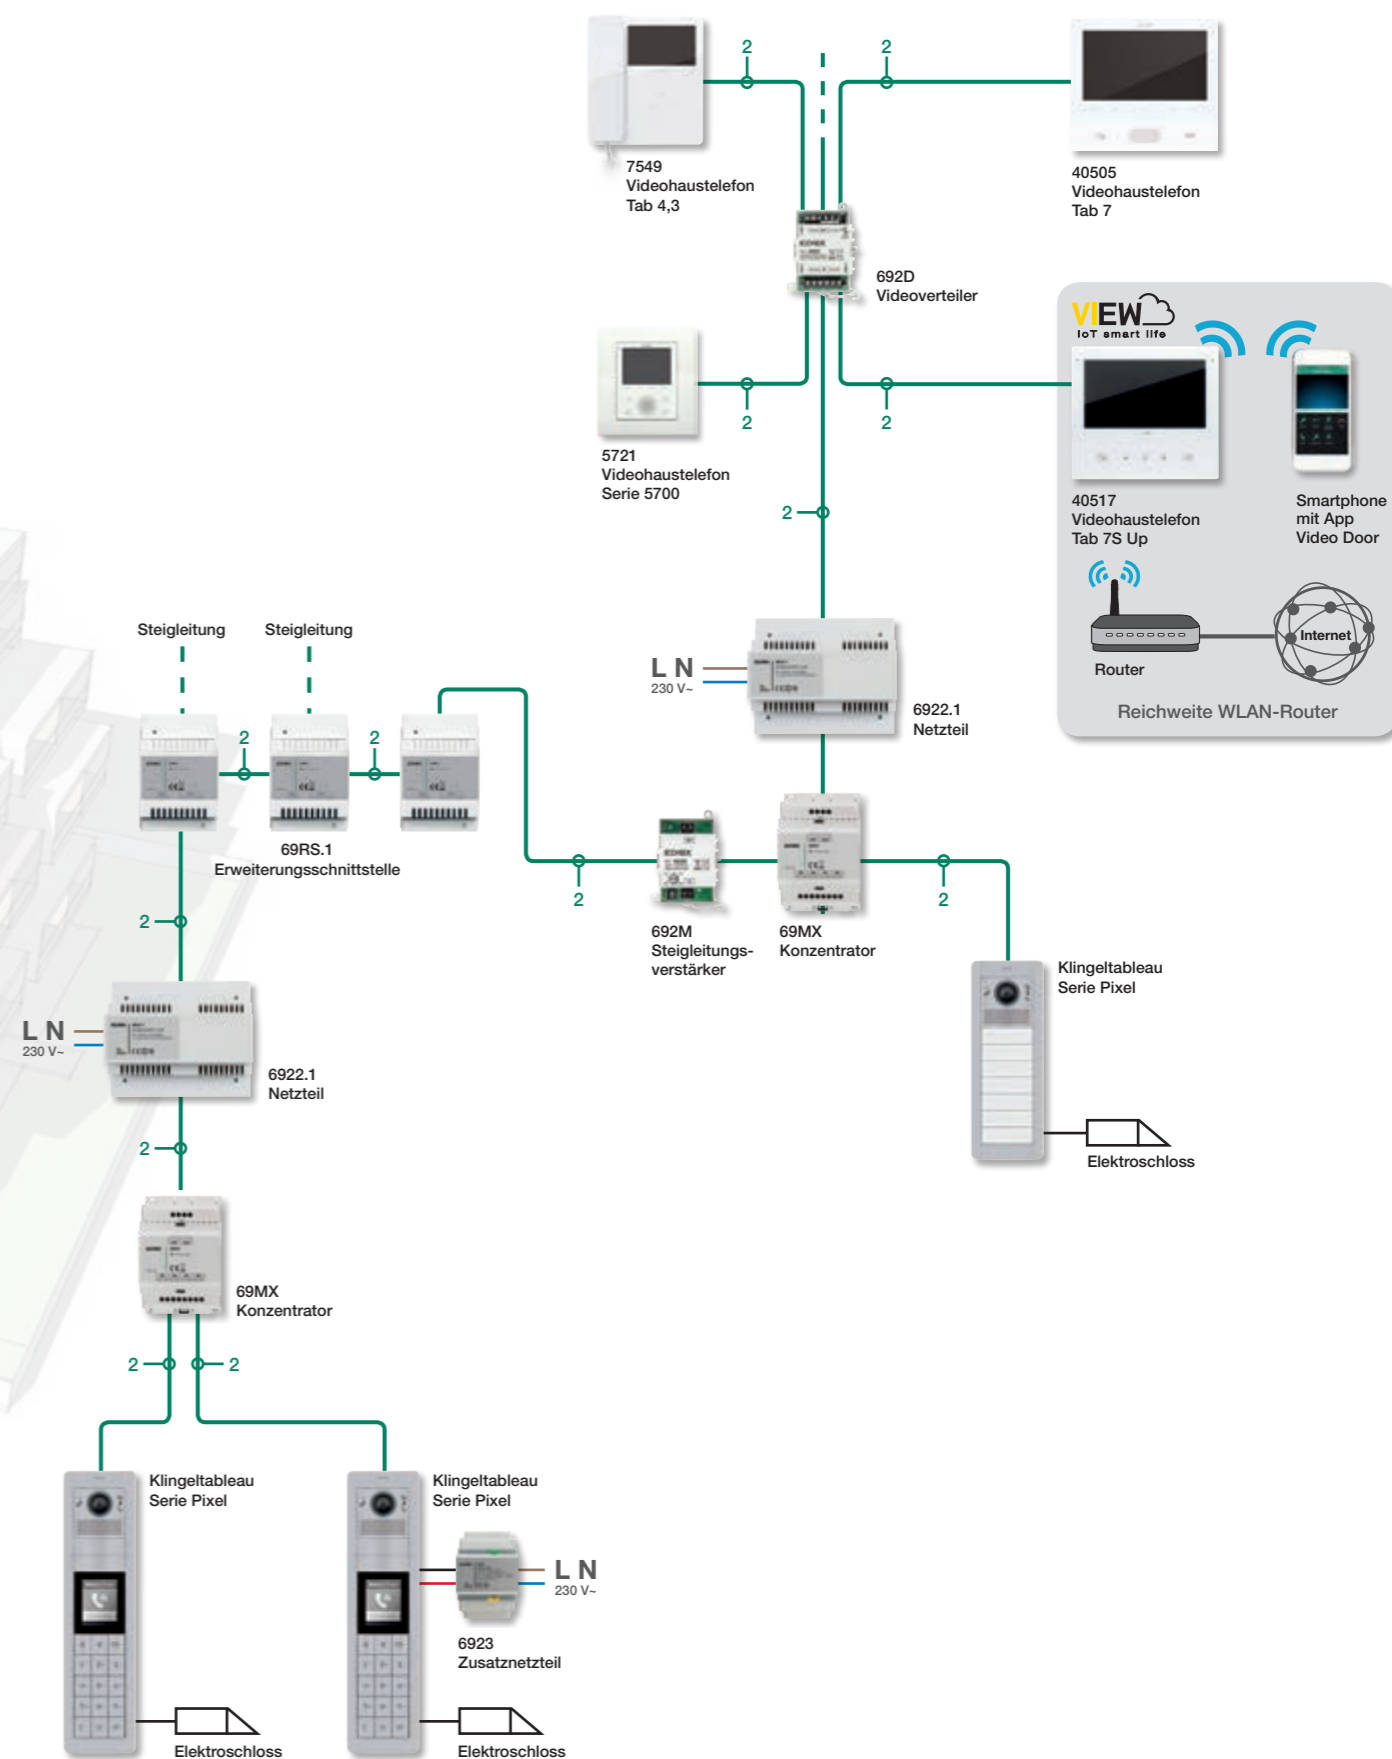 2
2
7549
Videohaustelefon
Tab 4,3
40505
Videohaustelefon
Tab 7
692D
Videoverteiler
VIEW
IoT smart life
2
2
5721
Videohaustelefon
Serie 5700
40517
Videohaustelefon
Tab 7S Up
Smartphone
mit App
Video Door
2
Router
Internet
Reichweite WLAN-Router
Steigleitung
Steigleitung
L N
230 V~
6922.1
Netzteil
2
2
69RS.1
Erweiterungsschnittstelle
2
2
692M
Steigleitungs-
verstärker
69MX
Konzentrator
2
Klingeltableau
Serie Pixel
L N
230 V~
6922.1
Netzteil
2
Elektroschloss
69MX
Konzentrator
2
2
Klingeltableau
Serie Pixel
Klingeltableau
Serie Pixel
L N
230 V~
6923
Zusatznetzteil
Elektroschloss
Elektroschloss